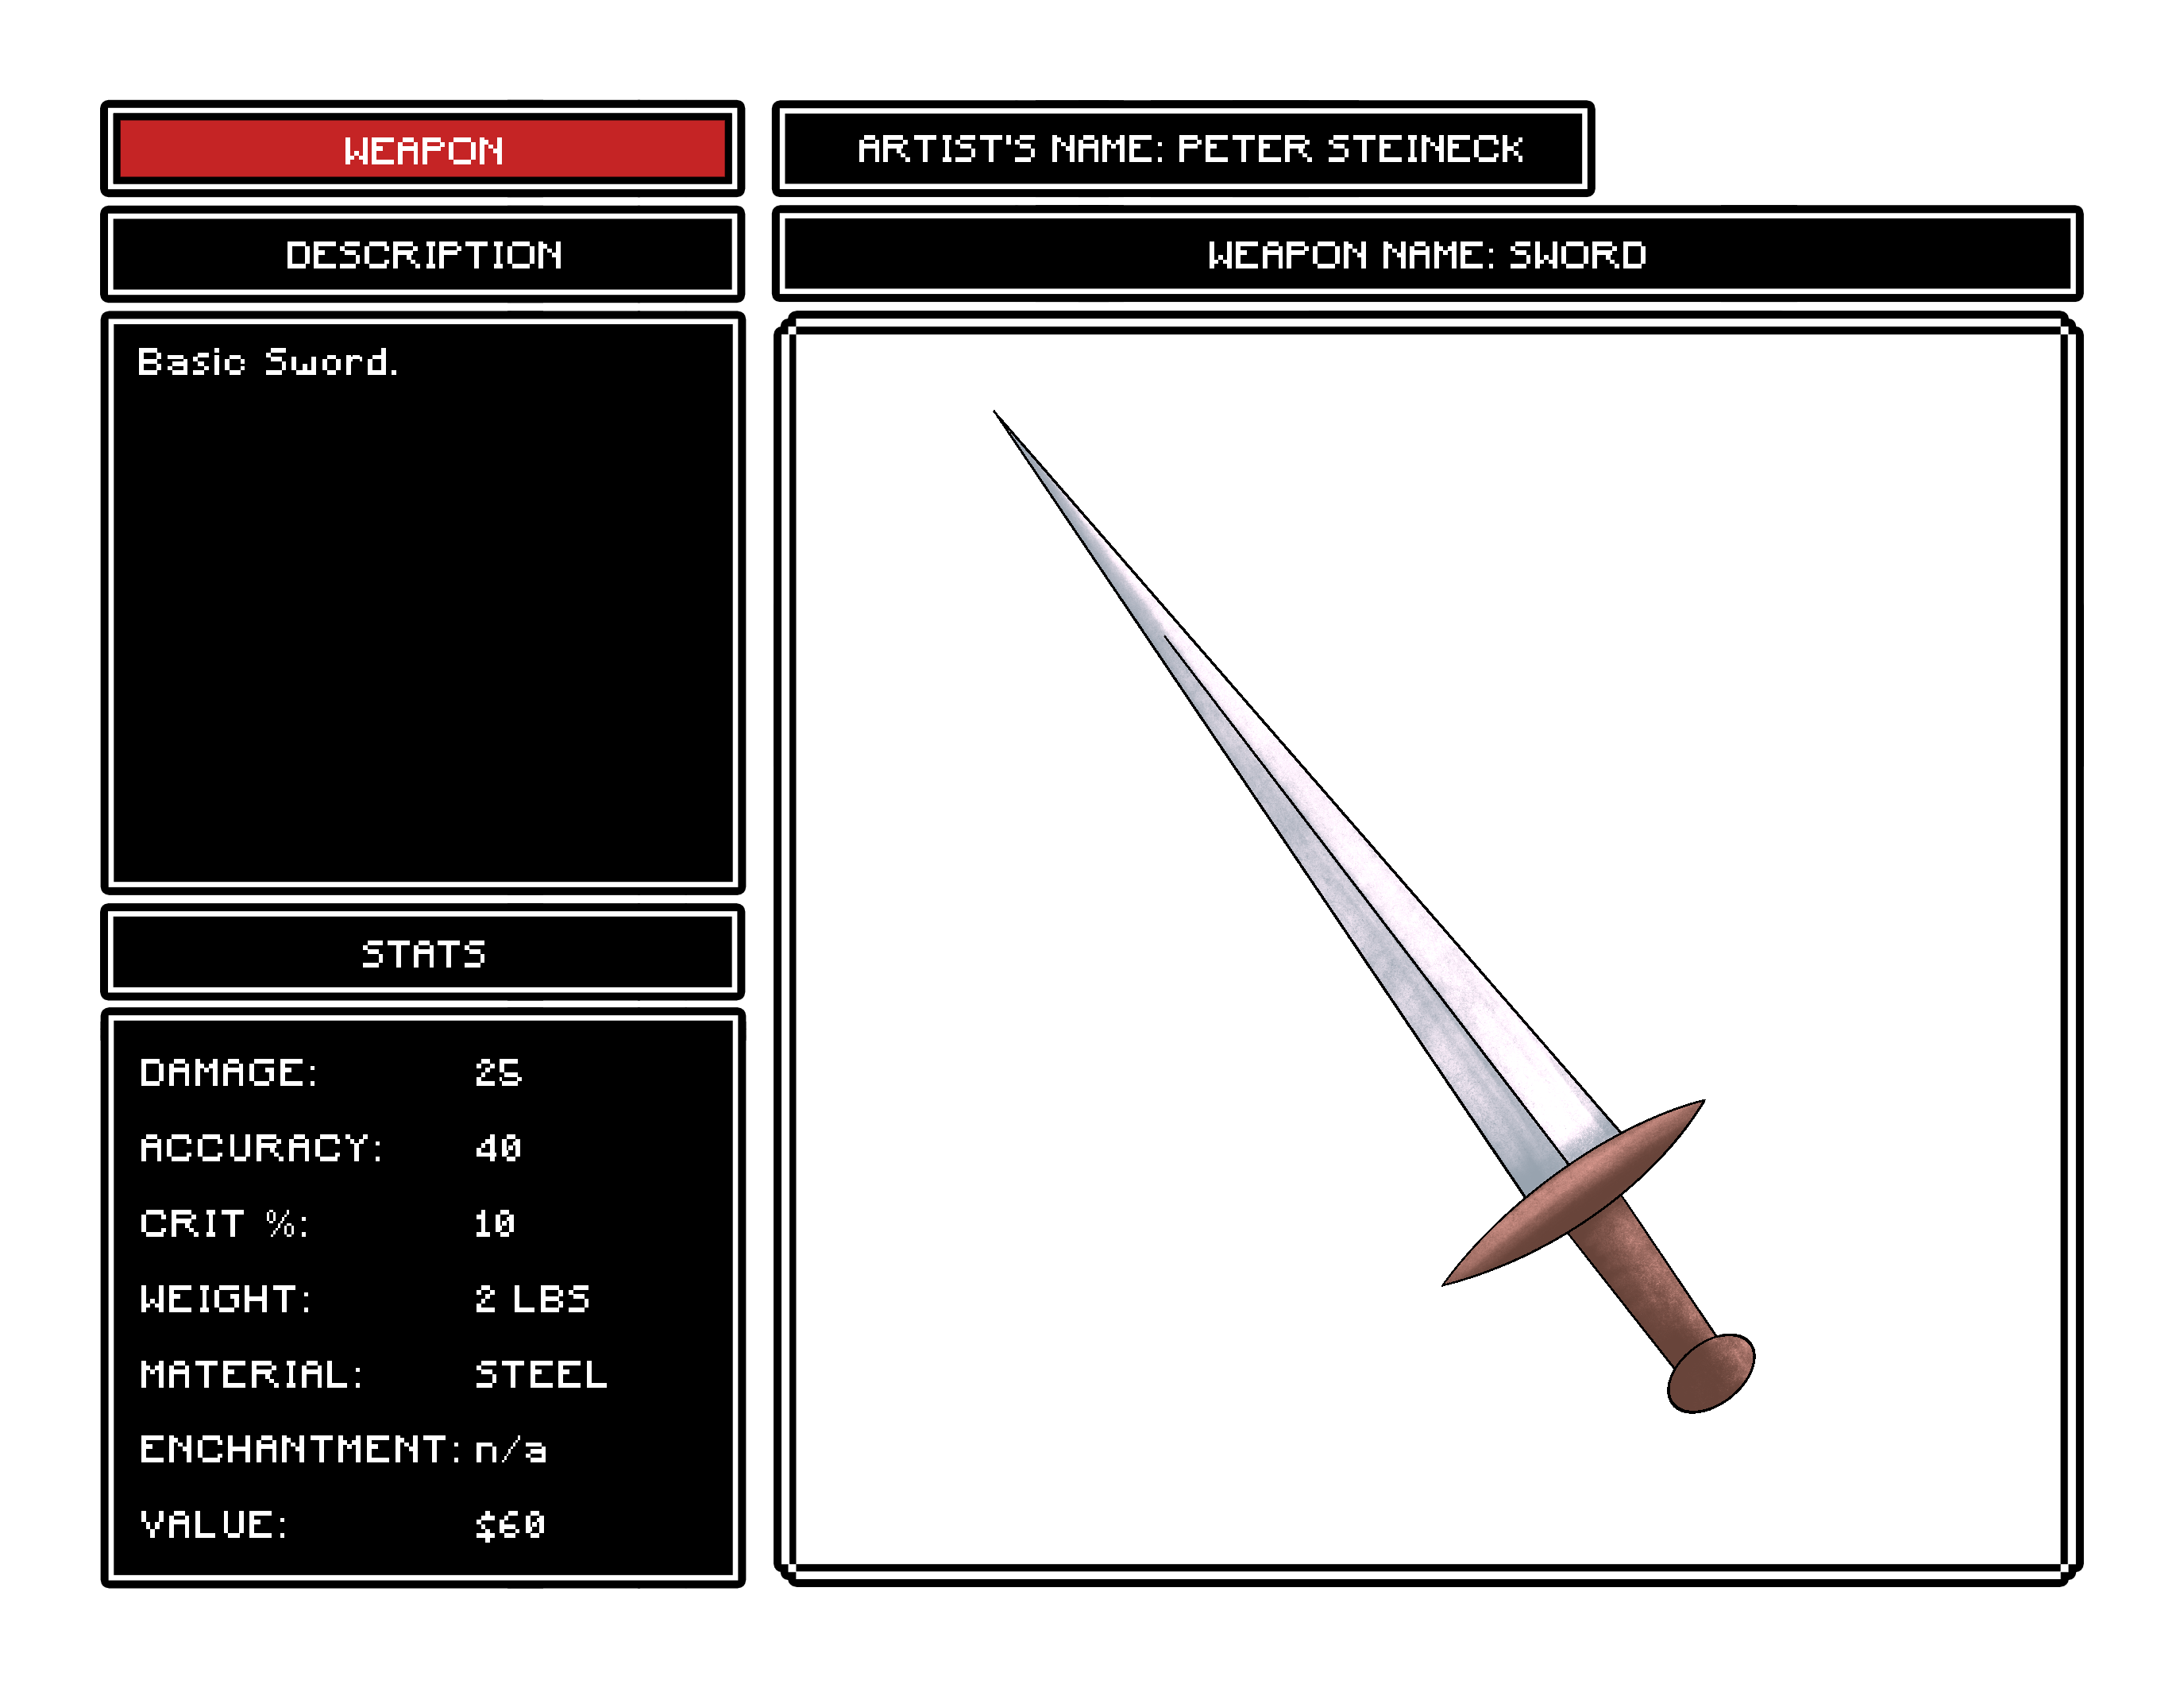 WEAPON
ARTIST'S NAME: PETER STEINECK
DESCRIPTION
WEAPON NAME: SWORD
Basic Sword.
STATS
DAMAGE: 25
ACCURACY: 40
CRIT %: 10
WEIGHT: 2 LBS
MATERIAL: STEEL
ENCHANTMENT: n/a
VALUE: $60